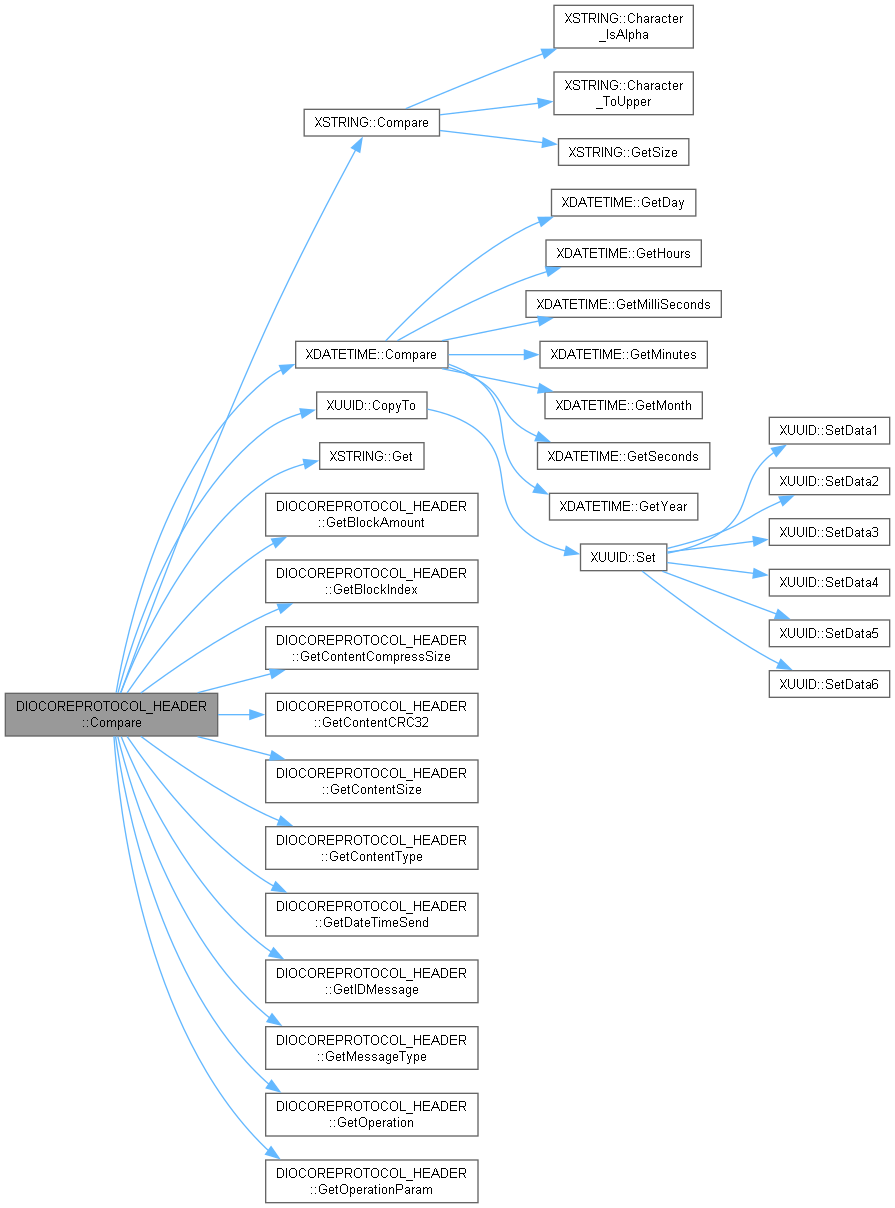 XSTRING::Character
_IsAlpha
XSTRING::Character
_ToUpper
XSTRING::Compare
XSTRING::GetSize
XDATETIME::GetDay
XDATETIME::GetHours
XDATETIME::GetMilliSeconds
XDATETIME::Compare
XDATETIME::GetMinutes
XUUID::CopyTo
XDATETIME::GetMonth
XUUID::SetData1
XSTRING::Get
XDATETIME::GetSeconds
XUUID::SetData2
DIOCOREPROTOCOL_HEADER
::GetBlockAmount
XDATETIME::GetYear
XUUID::SetData3
XUUID::Set
DIOCOREPROTOCOL_HEADER
::GetBlockIndex
XUUID::SetData4
XUUID::SetData5
DIOCOREPROTOCOL_HEADER
::GetContentCompressSize
XUUID::SetData6
DIOCOREPROTOCOL_HEADER
::Compare
DIOCOREPROTOCOL_HEADER
::GetContentCRC32
DIOCOREPROTOCOL_HEADER
::GetContentSize
DIOCOREPROTOCOL_HEADER
::GetContentType
DIOCOREPROTOCOL_HEADER
::GetDateTimeSend
DIOCOREPROTOCOL_HEADER
::GetIDMessage
DIOCOREPROTOCOL_HEADER
::GetMessageType
DIOCOREPROTOCOL_HEADER
::GetOperation
DIOCOREPROTOCOL_HEADER
::GetOperationParam